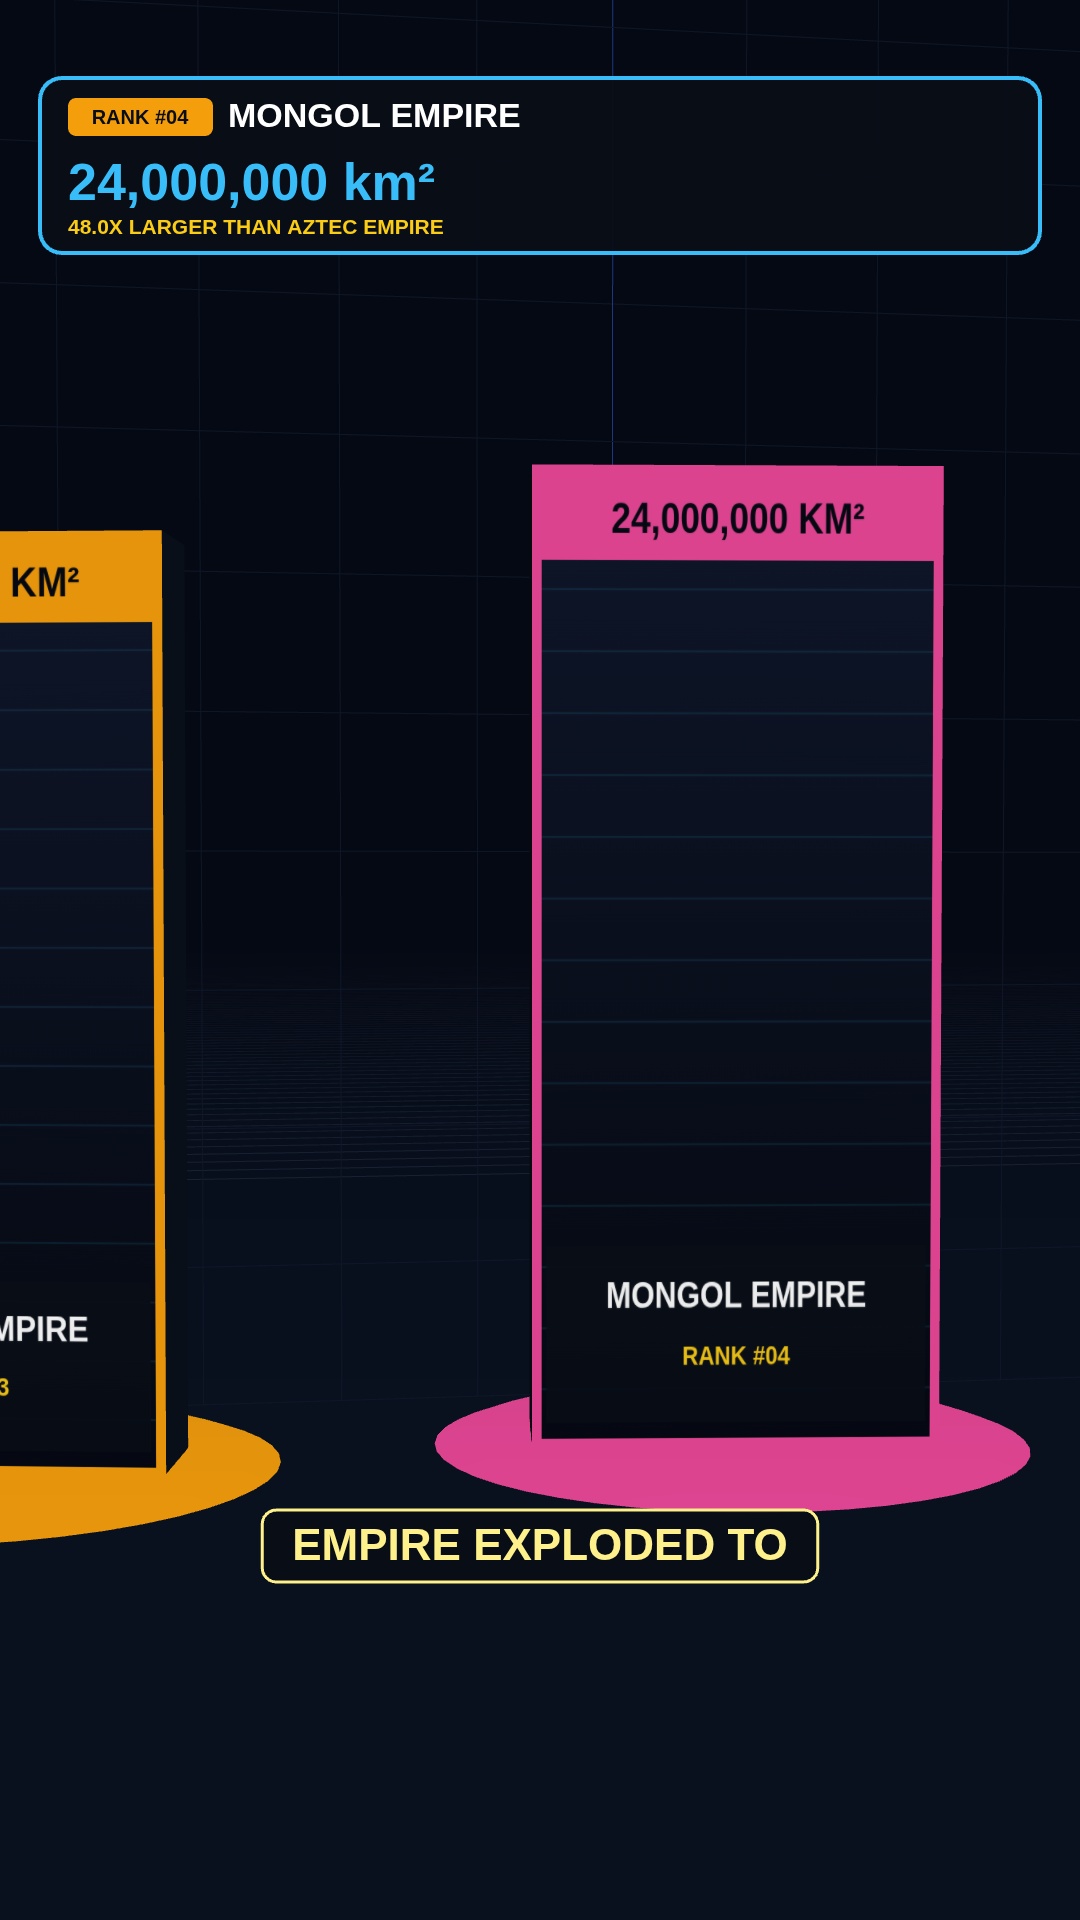 RANK #04
MONGOL EMPIRE
24,000,000 km²
48.0X LARGER THAN AZTEC EMPIRE
24,000,000 KM²
KM²
MONGOL EMPIRE
RANK #04
MPIRE
3
EMPIRE EXPLODED TO